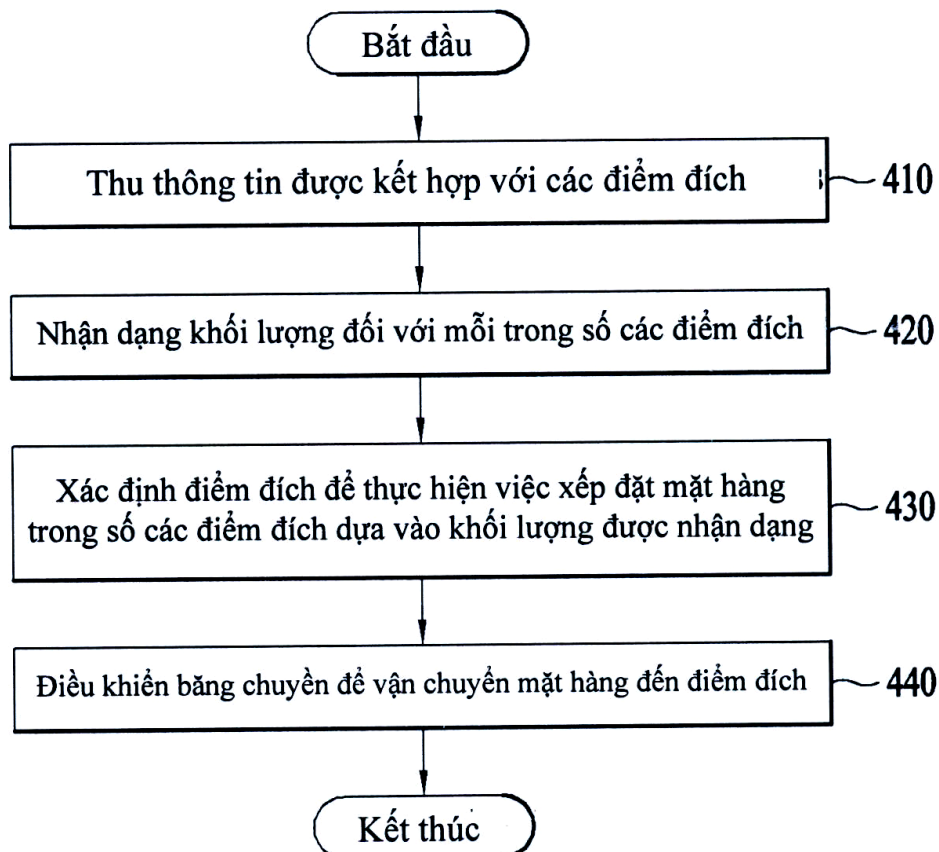 Bắt đầu
Thu thông tin được kết hợp với các điểm đích
410
Nhận dạng khối lượng đối với mỗi trong số các điểm đích
420
Xác định điểm đích để thực hiện việc xếp đặt mặt hàng
trong số các điểm đích dựa vào khối lượng được nhận dạng
430
Điều khiển băng chuyền để vận chuyển mặt hàng đến điểm đích
440
Kết thúc